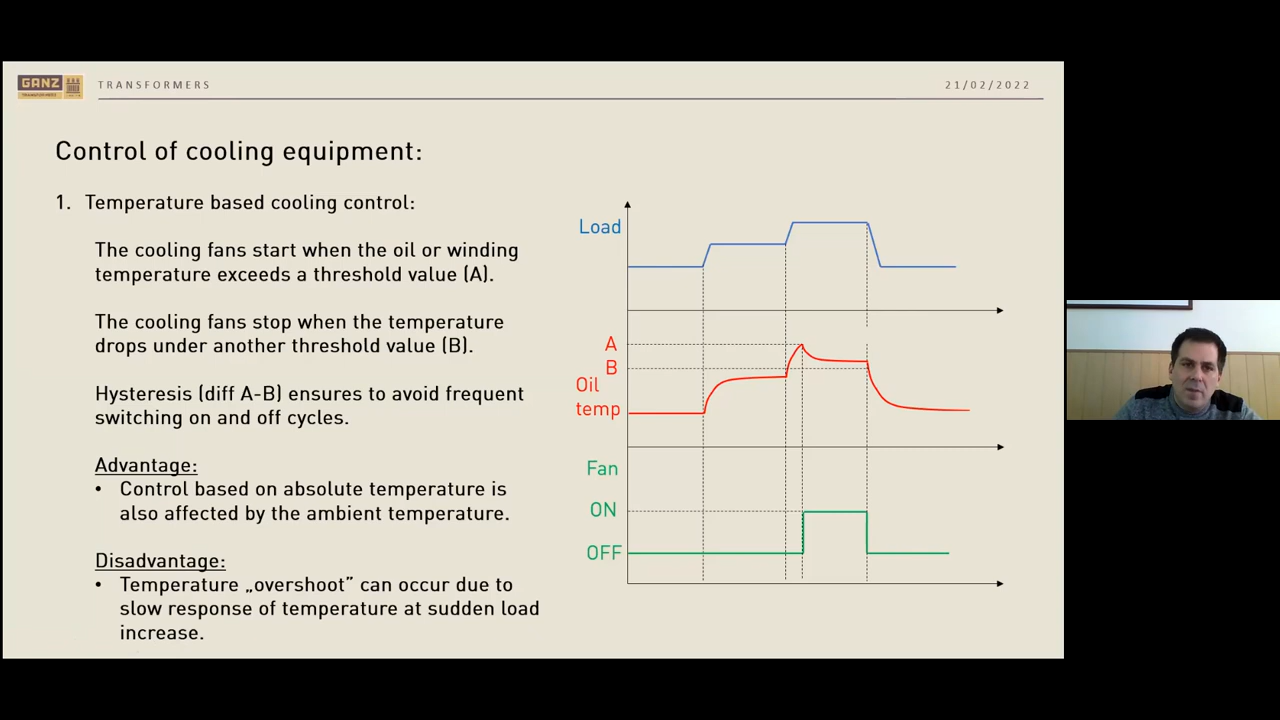 GANZ
TRANSFORMERS
21/02/2022
Control of cooling equipment:
1. Temperature based cooling control:
The cooling fans start when the oil or winding
temperature exceeds a threshold value (A).
The cooling fans stop when the temperature
drops under another threshold value (B).
Hysteresis (diff A-B) ensures to avoid frequent
switching on and off cycles.
Advantage:
• Control based on absolute temperature is
also affected by the ambient temperature.
Disadvantage:
• Temperature „overshoot” can occur due to
slow response of temperature at sudden load
increase.
Load
A
B
Oil
temp
Fan
ON
OFF